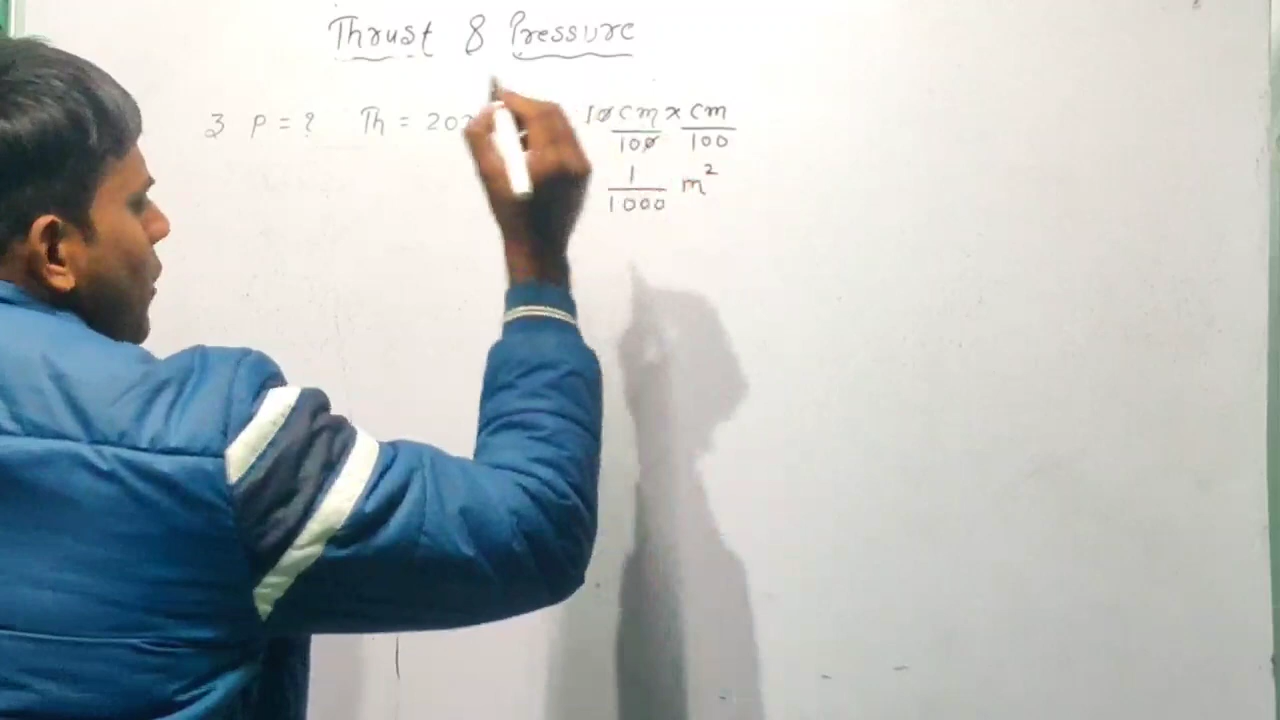 Thrust & Pressure
3 P = ? Th = 20 10 cm × cm
100 100
1 m²
1000